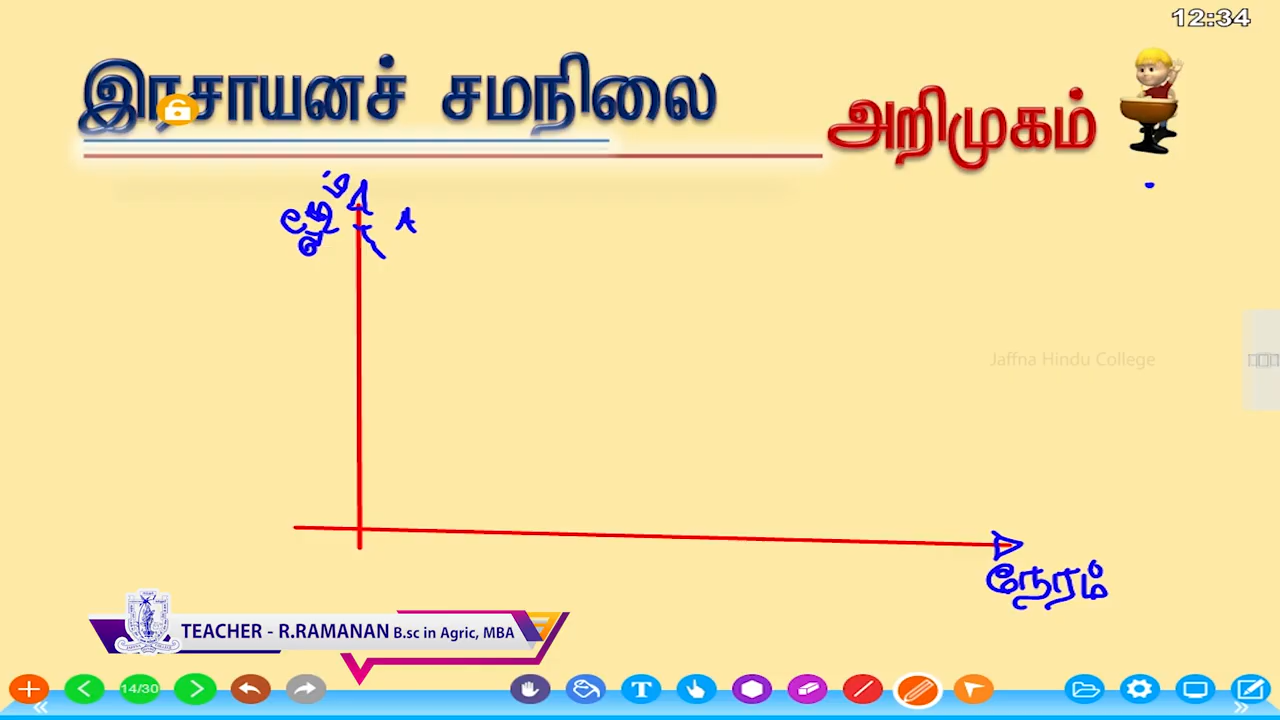 12:34
இரசாயனச் சமநிலை
அறிமுகம்
A
Jaffna Hindu College
நேரம்
TEACHER - R.RAMANAN B.sc in Agric, MBA
14/30